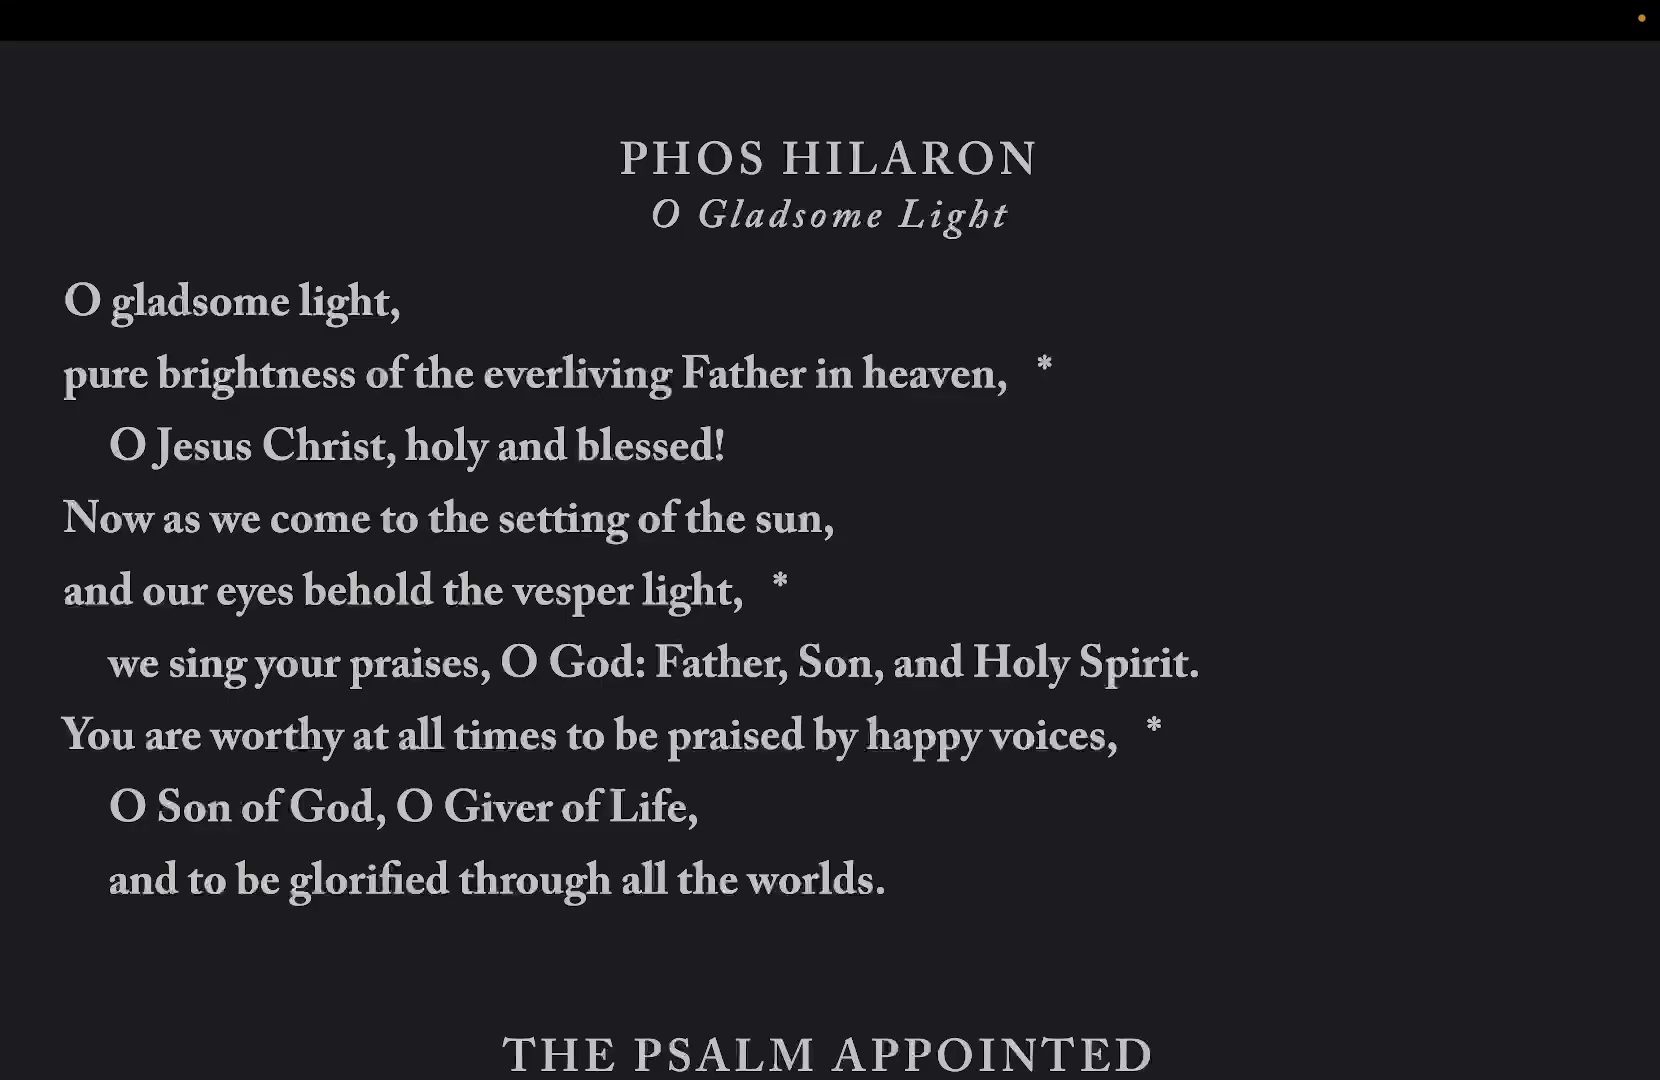 PHOS HILARON
O Gladsome Light
O gladsome light,
pure brightness of the everliving Father in heaven, *
O Jesus Christ, holy and blessed!
Now as we come to the setting of the sun,
and our eyes behold the vesper light, *
we sing your praises, O God: Father, Son, and Holy Spirit.
You are worthy at all times to be praised by happy voices, *
O Son of God, O Giver of Life,
and to be glorified through all the worlds.
THE PSALM APPOINTED